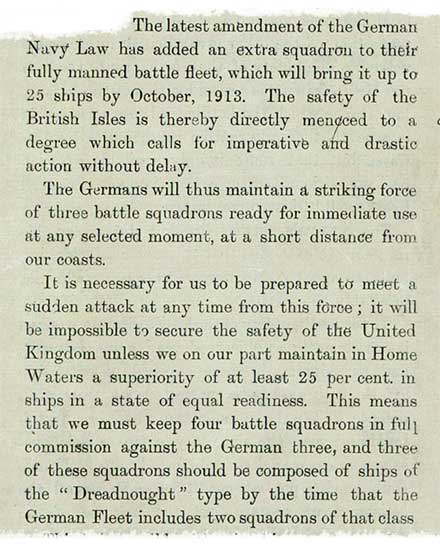 The latest amendment of the German
Navy Law has added an extra squadron to their
fully manned battle fleet, which will bring it up to
25 ships by October, 1913. The safety of the
British Isles is thereby directly menaced to a
degree which calls for imperative and drastic
action without delay.
The Germans will thus maintain a striking force
of three battle squadrons ready for immediate use
at any selected moment, at a short distance from
our coasts.
It is necessary for us to be prepared to meet a
sudden attack at any time from this force; it will
be impossible to secure the safety of the United
Kingdom unless we on our part maintain in Home
Waters a superiority of at least 25 per cent. in
ships in a state of equal readiness. This means
that we must keep four battle squadrons in full
commission against the German three, and three
of these squadrons should be composed of ships of
the "Dreadnought" type by the time that the
German Fleet includes two squadrons of that class